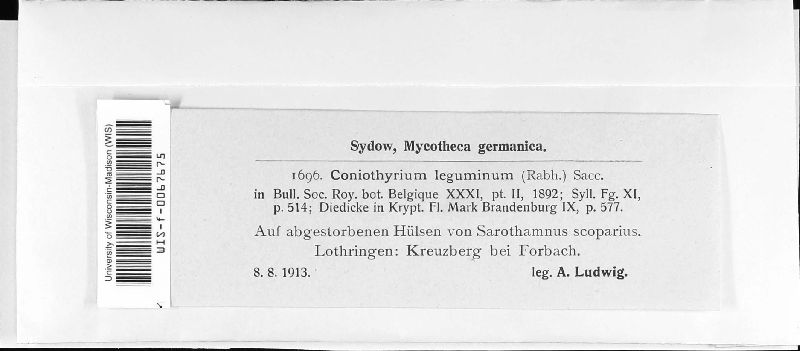 Sydow, Mycotheca germanica.
1696. Coniothyrium leguminum (Rabh.) Sacc.
in Bull. Soc. Roy. bot. Belgique XXXI, pt. II, 1892; Syll. Fg. XI,
p. 514; Diedicke in Krypt. Fl. Mark Brandenburg IX, p. 577.
Auf abgestorbenen Hülsen von Sarothamnus scoparius.
Lothringen: Kreuzberg bei Forbach.
8. 8. 1913. leg. A. Ludwig.
University of Wisconsin-Madison (WIS)
WIS-f-0067675